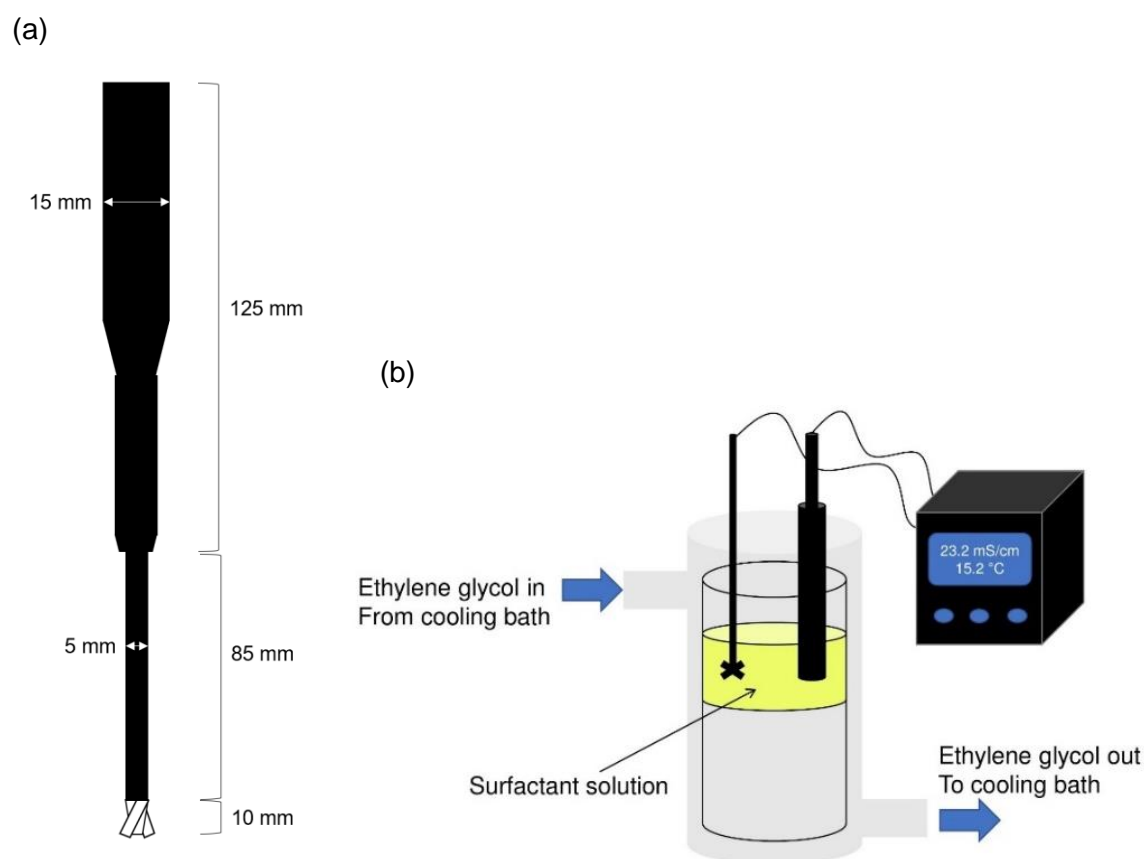 (a)
15 mm
125 mm
5 mm
85 mm
10 mm
(b)
23.2 mS/cm
15.2 °C
Ethylene glycol in
From cooling bath
Surfactant solution
Ethylene glycol out
To cooling bath